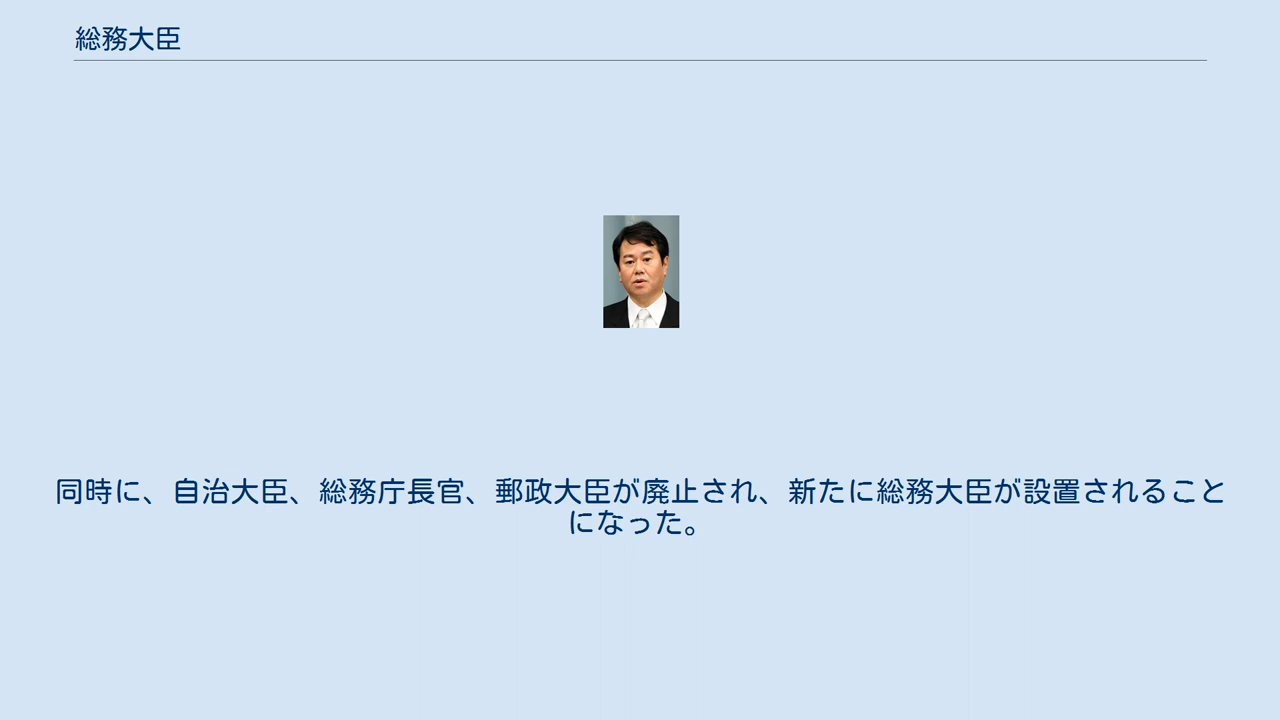 総務大臣
同時に、自治大臣、総務庁長官、郵政大臣が廃止され、新たに総務大臣が設置されること
になった。